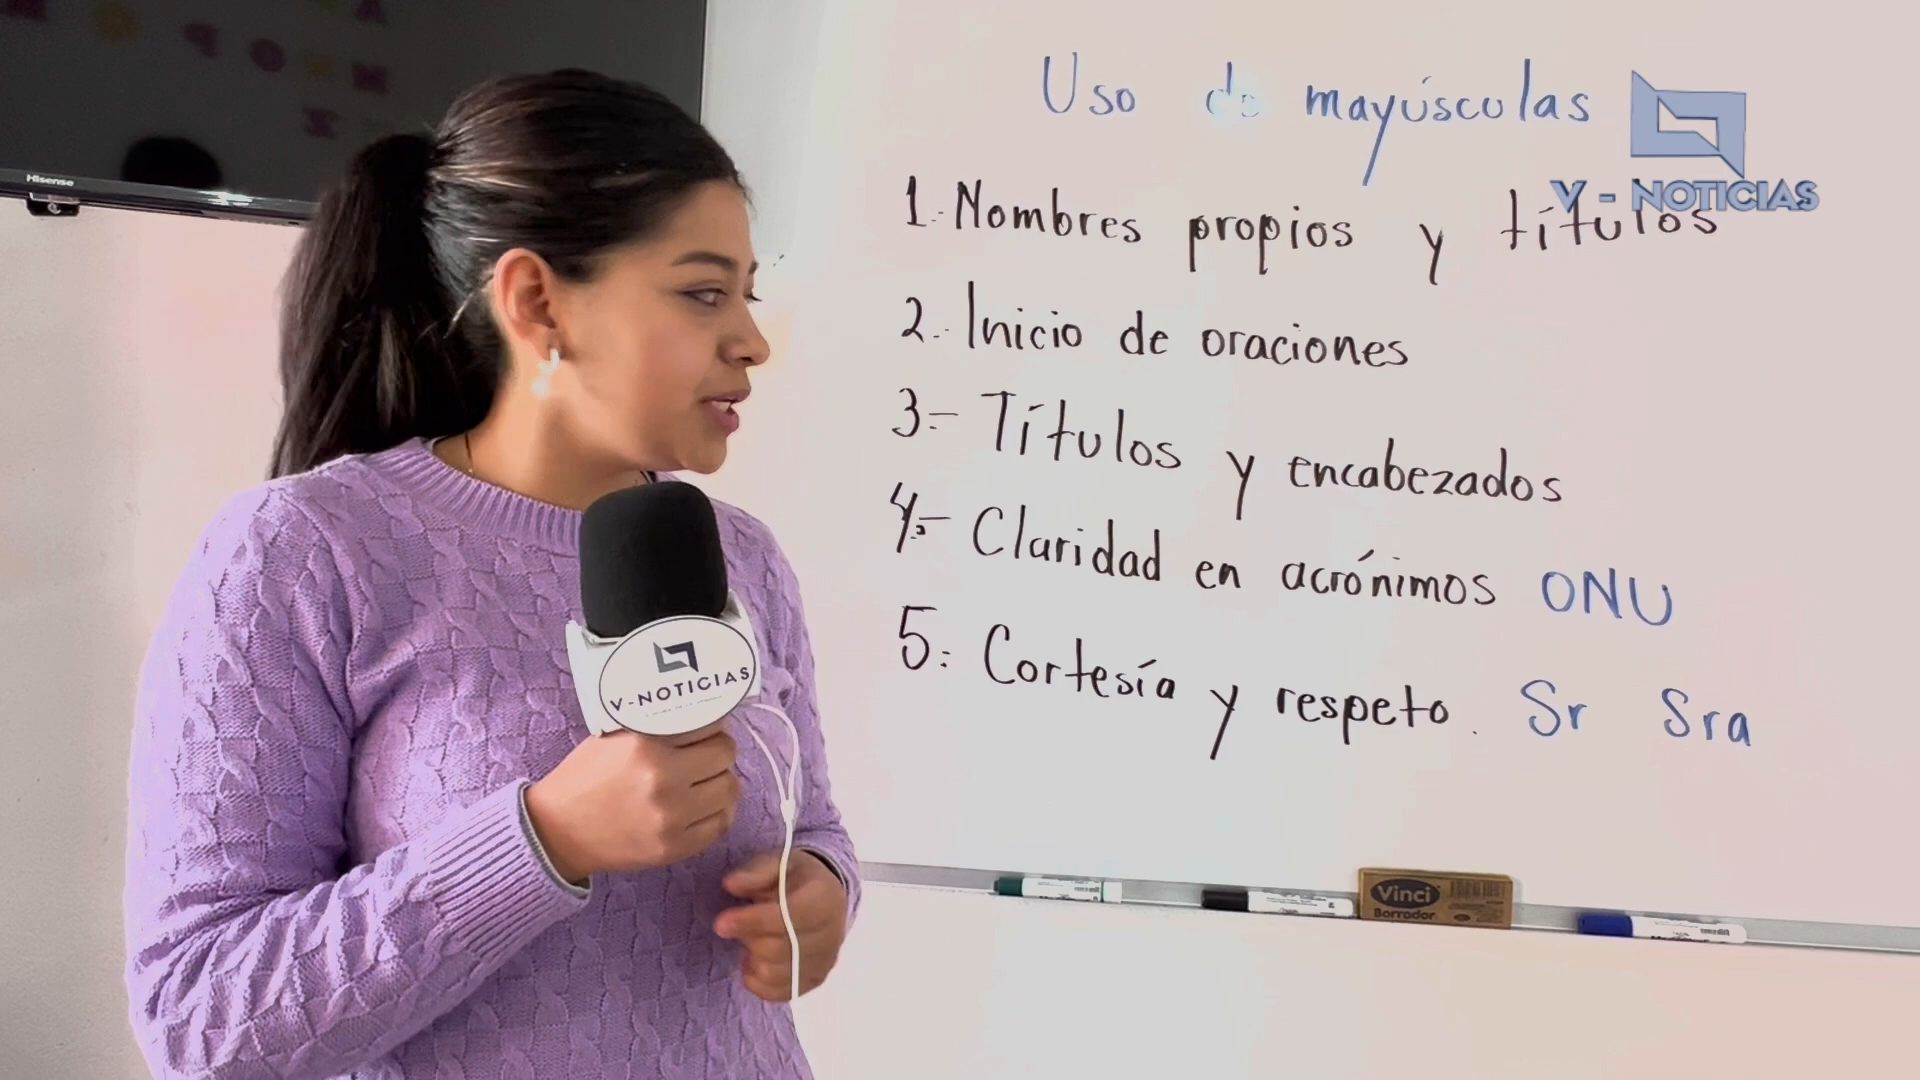 Hisense
Uso de mayúsculas
V - NOTICIAS
1.- Nombres propios y títulos
2.- Inicio de oraciones
3.- Títulos y encabezados
4.- Claridad en acrónimos ONU
5.- Cortesía y respeto. Sr Sra
V-NOTICIAS
Vinci
Borrador